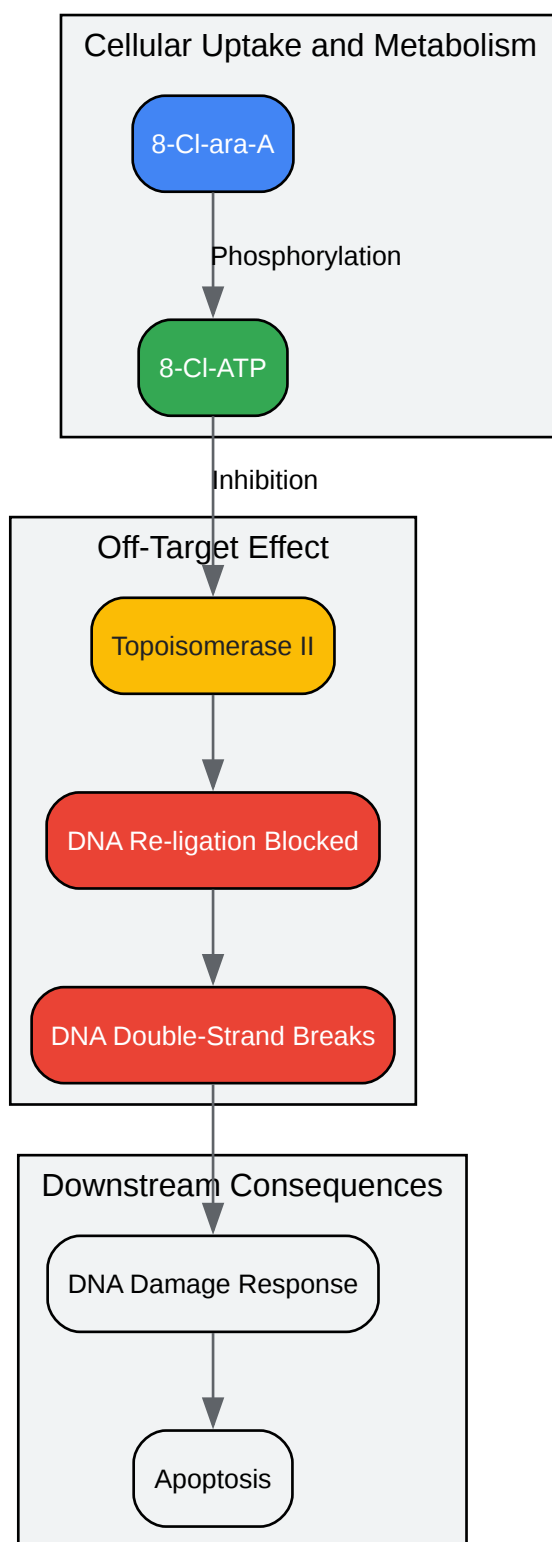 Cellular Uptake and Metabolism
8-Cl-ara-A
Phosphorylation
8-Cl-ATP
Inhibition
Off-Target Effect
Topoisomerase II
DNA Re-ligation Blocked
DNA Double-Strand Breaks
Downstream Consequences
DNA Damage Response
Apoptosis